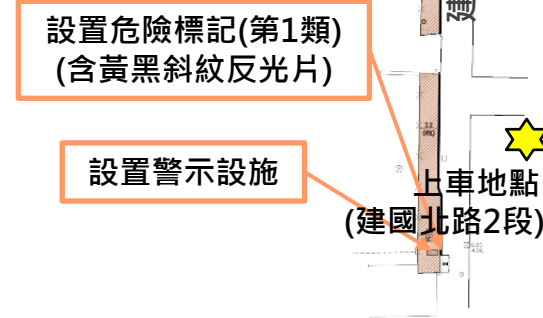 設置危險標記(第1類)
(含黃黑斜紋反光片)
建
設置警示設施
上車地點
(建國北路2段)